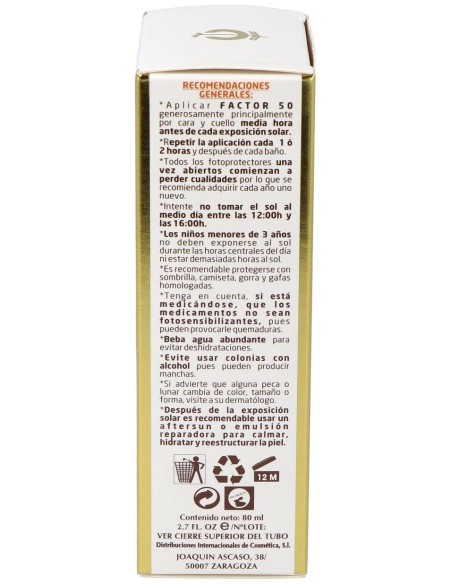 RECOMENDACIONES
GENERALES:
*Aplicar FACTOR 50
generosamente principalmente
por cara y cuello media hora
antes de cada exposición solar.
*Repetir la aplicación cada 1 ó
2 horas y después de cada baño.
*Todos los fotoprotectores una
vez abiertos comienzan a
perder cualidades por lo que se
recomienda adquirir cada año uno
nuevo.
*Intente no tomar el sol al
medio día entre las 12:00h y
las 16:00h.
*Los niños menores de 3 años
no deben exponerse al sol
durante las horas centrales del día
ni estar demasiadas horas al sol.
*Es recomendable protegerse con
sombrilla, camiseta, gorra y gafas
homologadas.
*Tenga en cuenta, si está
medicándose, que los
medicamentos no sean
fotosensibilizantes, pues
pueden provocarle quemaduras.
*Beba agua abundante para
evitar deshidrataciones.
*Evite usar colonias con
alcohol pues pueden producir
manchas.
*Si advierte que alguna peca o
lunar cambia de color, tamaño o
forma, visite a su dermatólogo.
*Después de la exposición
solar es recomendable usar un
aftersun o emulsión
reparadora para calmar,
hidratar y reestructurar la piel.
12 M
Contenido neto: 80 ml
2.7 FL. OZ ℮/NºLOTE:
VER CIERRE SUPERIOR DEL TUBO
Distribuciones Internacionales de Cosmética, S.l.
JOAQUIN ASCASO, 38/
50007 ZARAGOZA